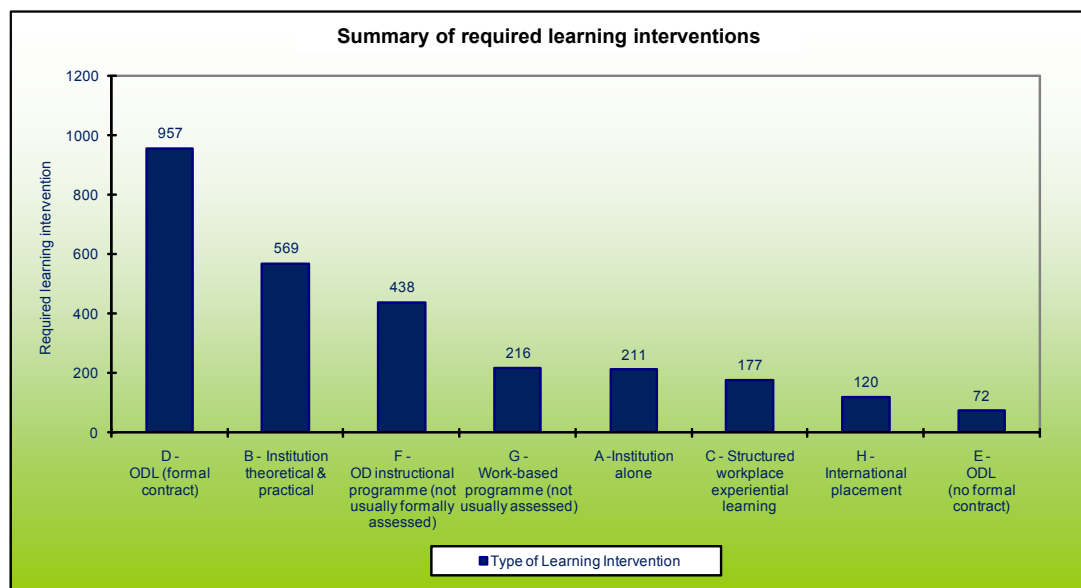 Summary of required learning interventions
Required learning intervention
1200
1000
800
600
400
200
0
957
569
438
216
211
177
120
72
D -
ODL (formal
contract)
B - Institution
theoretical &
practical
F -
OD instructional
programme (not
usually formally
assessed)
G -
Work-based
programme (not
usually assessed)
A -Institution
alone
C - Structured
workplace
experiential
learning
H -
International
placement
E -
ODL
(no formal
contract)
Type of Learning Intervention